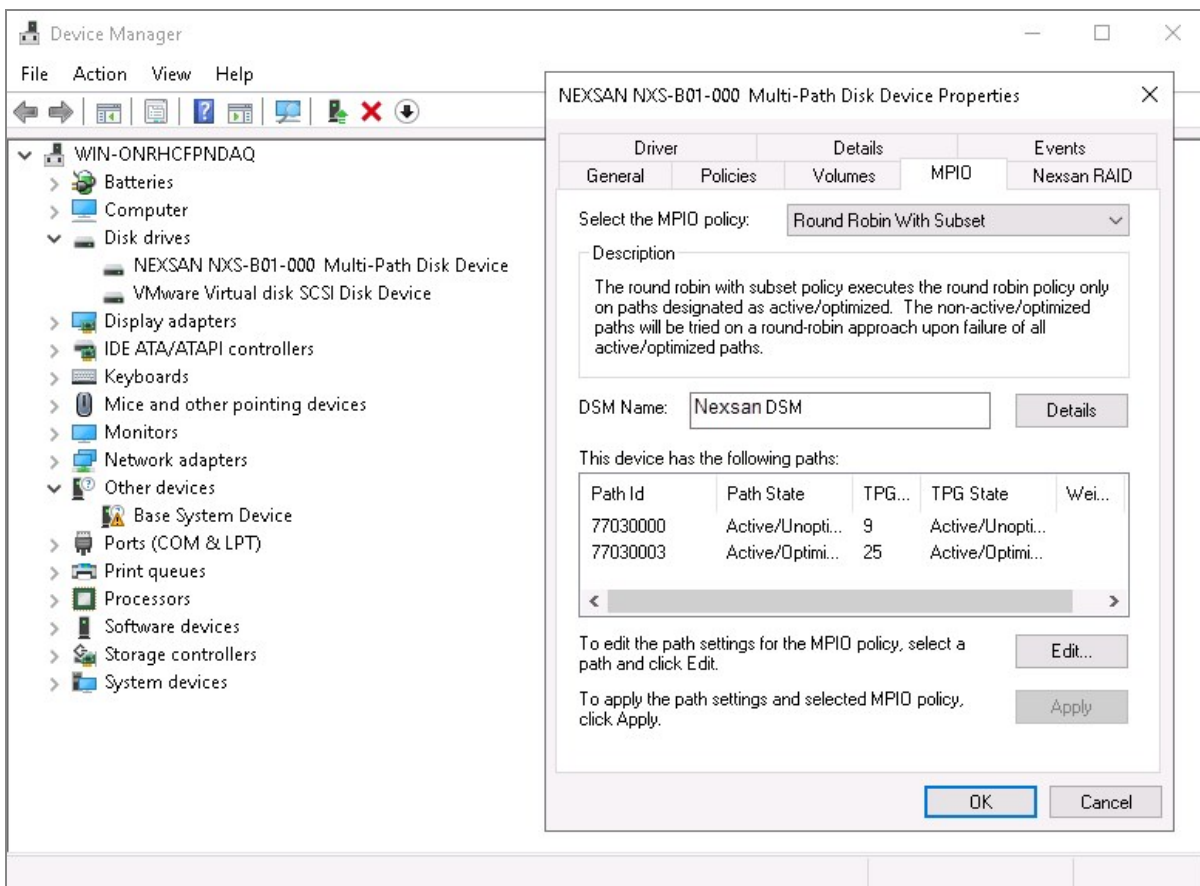 Device Manager
File Action View Help
WIN-ONRHCFPNDAQ
Batteries
Computer
Disk drives
NEXSAN NXS-B01-000 Multi-Path Disk Device
VMware Virtual disk SCSI Disk Device
Display adapters
IDE ATA/ATAPI controllers
Keyboards
Mice and other pointing devices
Monitors
Network adapters
Other devices
Base System Device
Ports (COM & LPT)
Print queues
Processors
Software devices
Storage controllers
System devices
NEXSAN NXS-B01-000 Multi-Path Disk Device Properties
Driver Details Events
General Policies Volumes MPIO Nexsan RAID
Select the MPIO policy: Round Robin With Subset
Description
The round robin with subset policy executes the round robin policy only
on paths designated as active/optimized. The non-active/optimized
paths will be tried on a round-robin approach upon failure of all
active/optimized paths.
DSM Name: Nexsan DSM Details
This device has the following paths:
Path Id Path State TPG... TPG State Wei...
77030000 Active/Unopti... 9 Active/Unopti...
77030003 Active/Optimi... 25 Active/Optimi...
To edit the path settings for the MPIO policy, select a
path and click Edit.
Edit...
To apply the path settings and selected MPIO policy,
click Apply.
Apply
OK Cancel